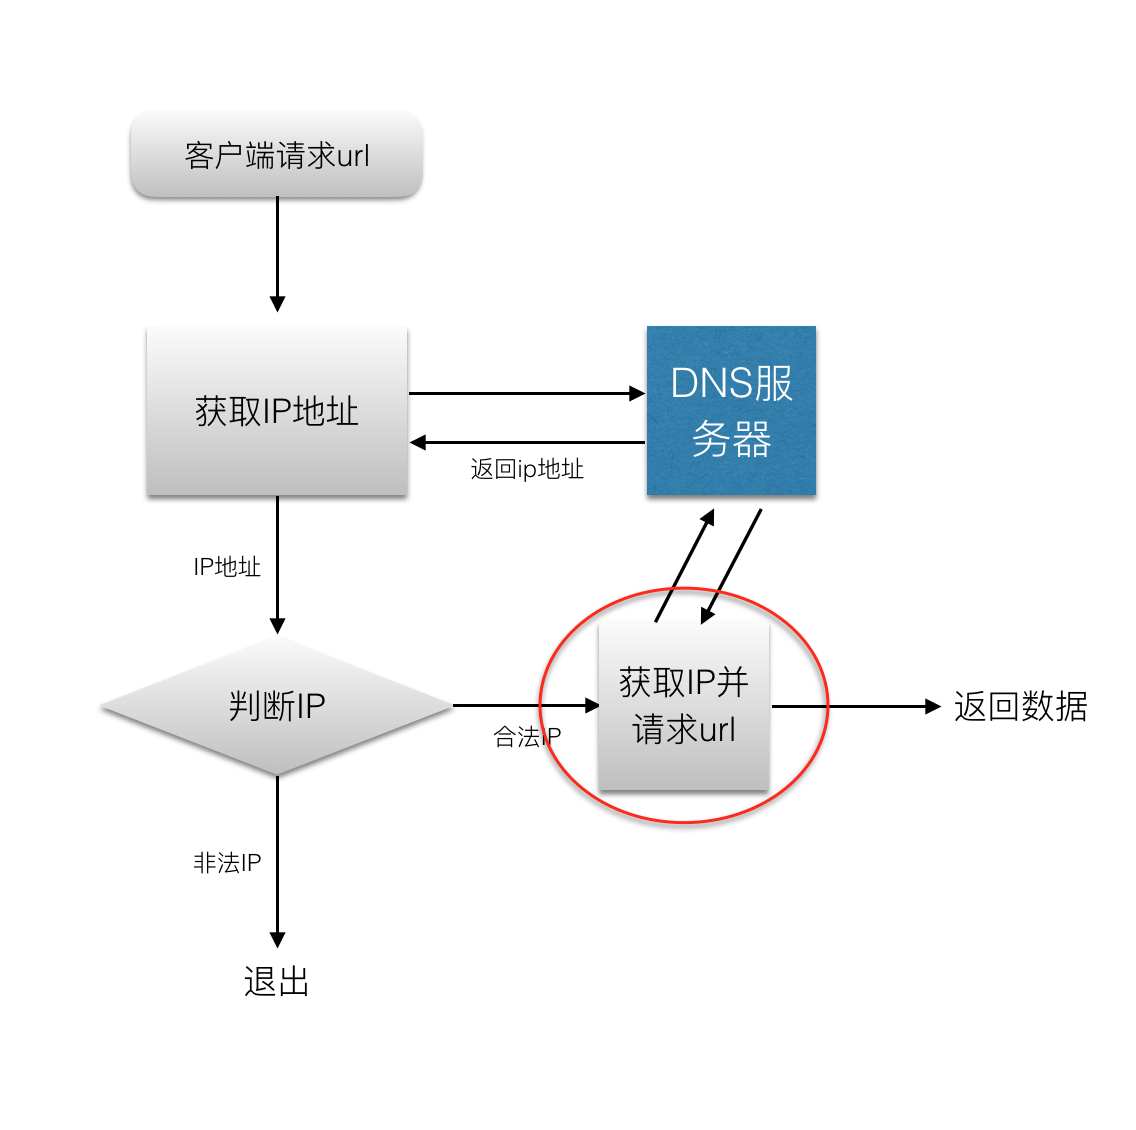 客户端请求url
获取IP地址
DNS服
务器
返回ip地址
IP地址
判断IP
合法IP
获取IP并
请求url
返回数据
非法IP
退出